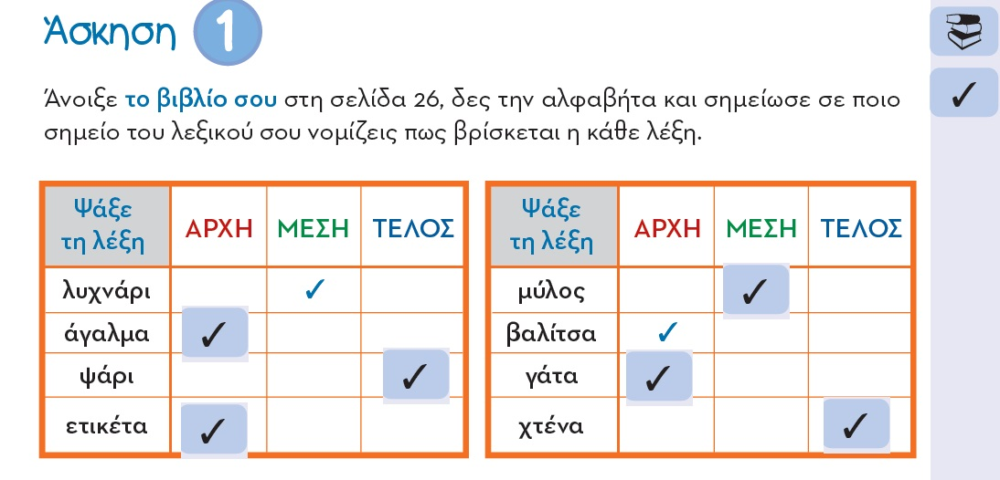 Άσκηση 1
Άνοιξε το βιβλίο σου στη σελίδα 26, δες την αλφαβήτα και σημείωσε σε ποιο
σημείο του λεξικού σου νομίζεις πως βρίσκεται η κάθε λέξη.
Ψάξε
τη λέξη ΑΡΧΗ ΜΕΣΗ ΤΕΛΟΣ
λυχνάρι ✓
άγαλμα ✓
ψάρι ✓
ετικέτα ✓
Ψάξε
τη λέξη ΑΡΧΗ ΜΕΣΗ ΤΕΛΟΣ
μύλος ✓
βαλίτσα ✓
γάτα ✓
χτένα ✓